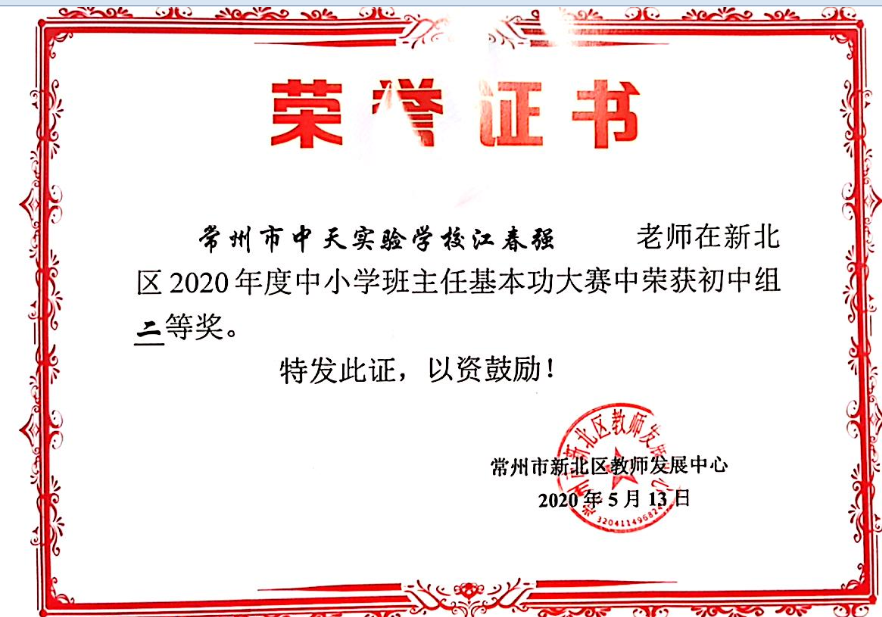 荣誉证书
常州市中天实验学校江春强 老师在新北
区2020年度中小学班主任基本功大赛中荣获初中组
二等奖。
特发此证，以资鼓励！
常州市新北区教师发展中心
2020年5月13日